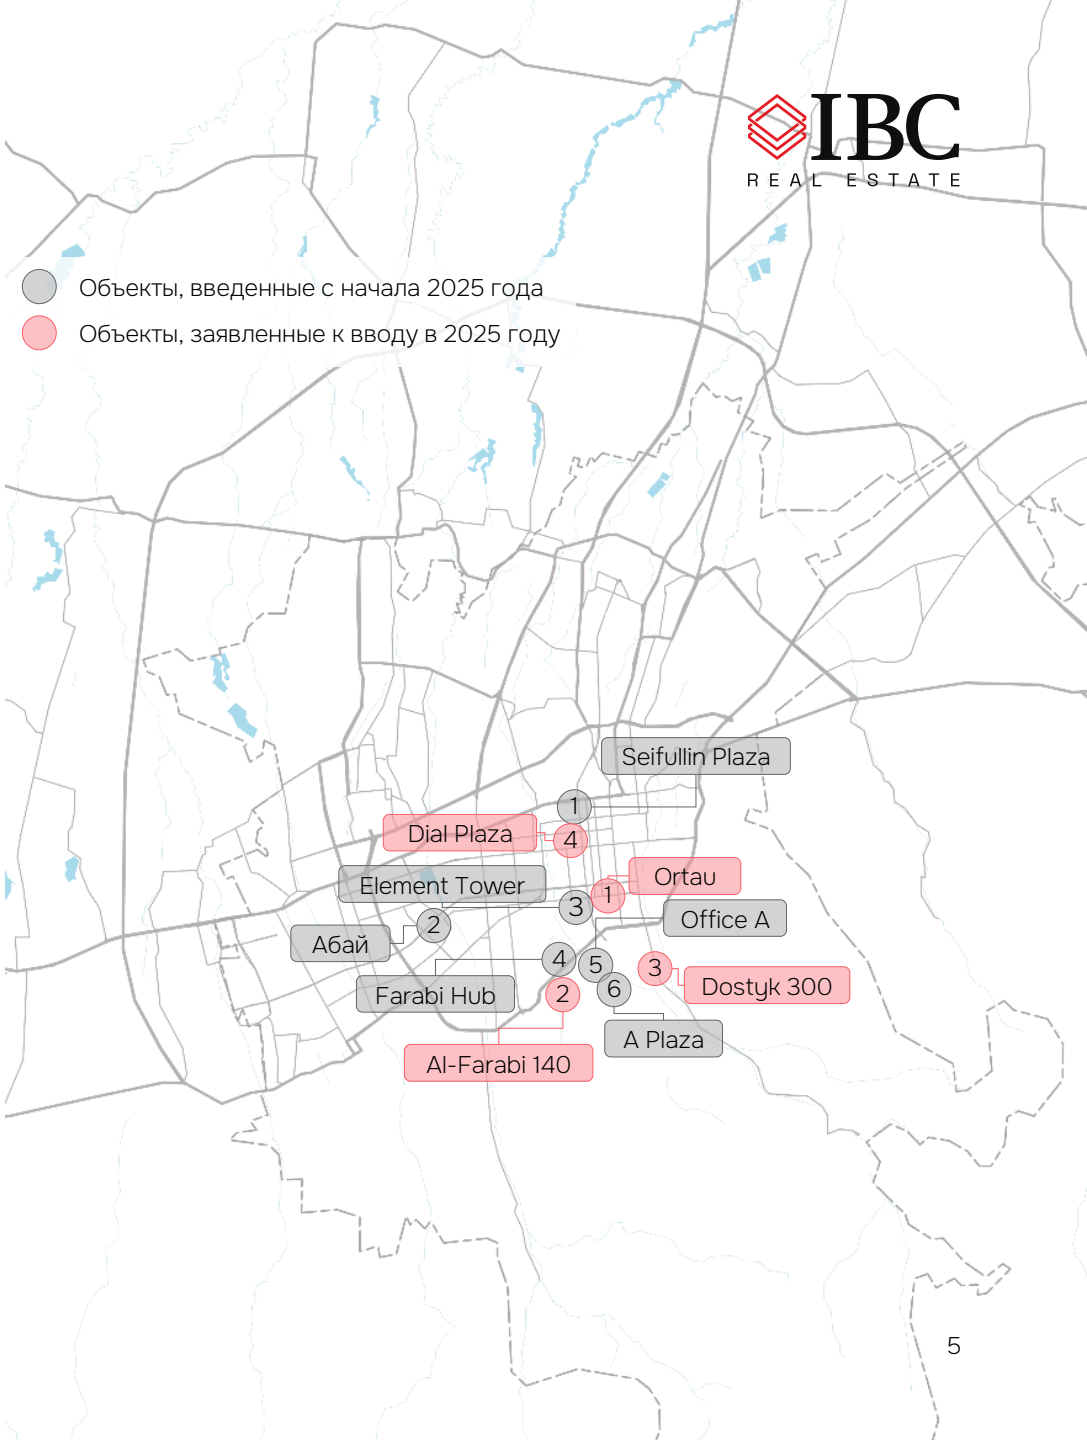 IBC
REAL ESTATE
Объекты, введенные с начала 2025 года
Объекты, заявленные к вводу в 2025 году
Seifullin Plaza
1
Dial Plaza
4
Element Tower
Ortau
1
3
Office A
2
Абай
4
5
3
Farabi Hub
2
6
Dostyk 300
A Plaza
Al-Farabi 140
5